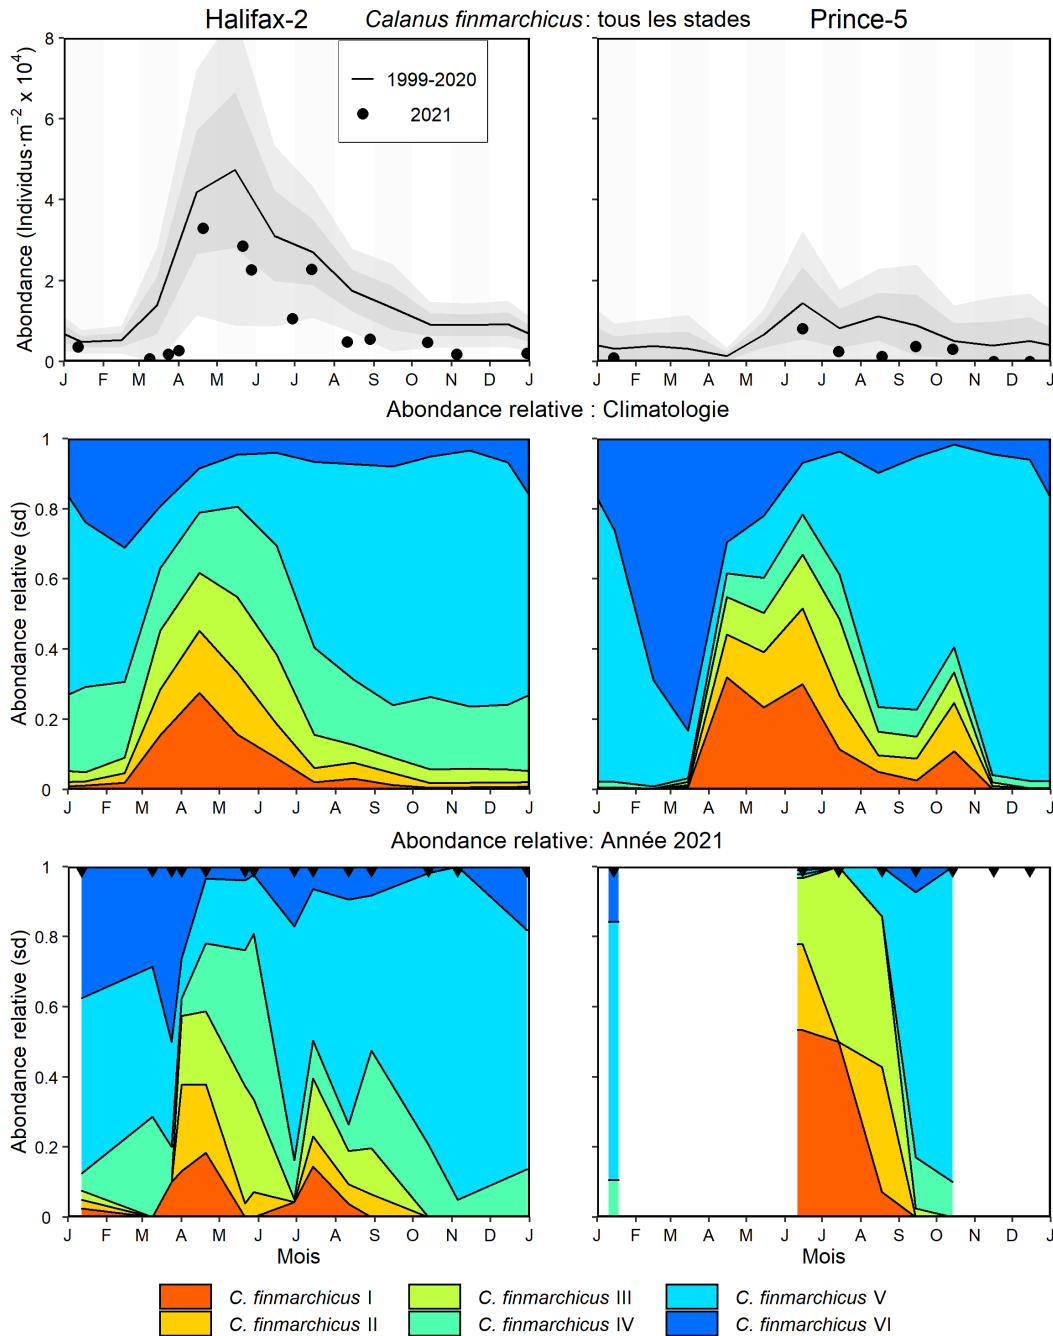 Halifax-2 Calanus finmarchicus: tous les stades Prince-5
Abondance (Individus·m⁻² x 10⁴)
8
6
4
2
0
1999-2020
2021
J F M A M J J A S O N D J
J F M A M J J A S O N D J
Abondance relative : Climatologie
Abondance relative (sd)
1
0.8
0.6
0.4
0.2
0
J F M A M J J A S O N D J
J F M A M J J A S O N D J
Abondance relative: Année 2021
Abondance relative (sd)
1
0.8
0.6
0.4
0.2
0
J F M A M J J A S O N D J
J F M A M J J A S O N D J
Mois Mois
C. finmarchicus I C. finmarchicus III C. finmarchicus V
C. finmarchicus II C. finmarchicus IV C. finmarchicus VI